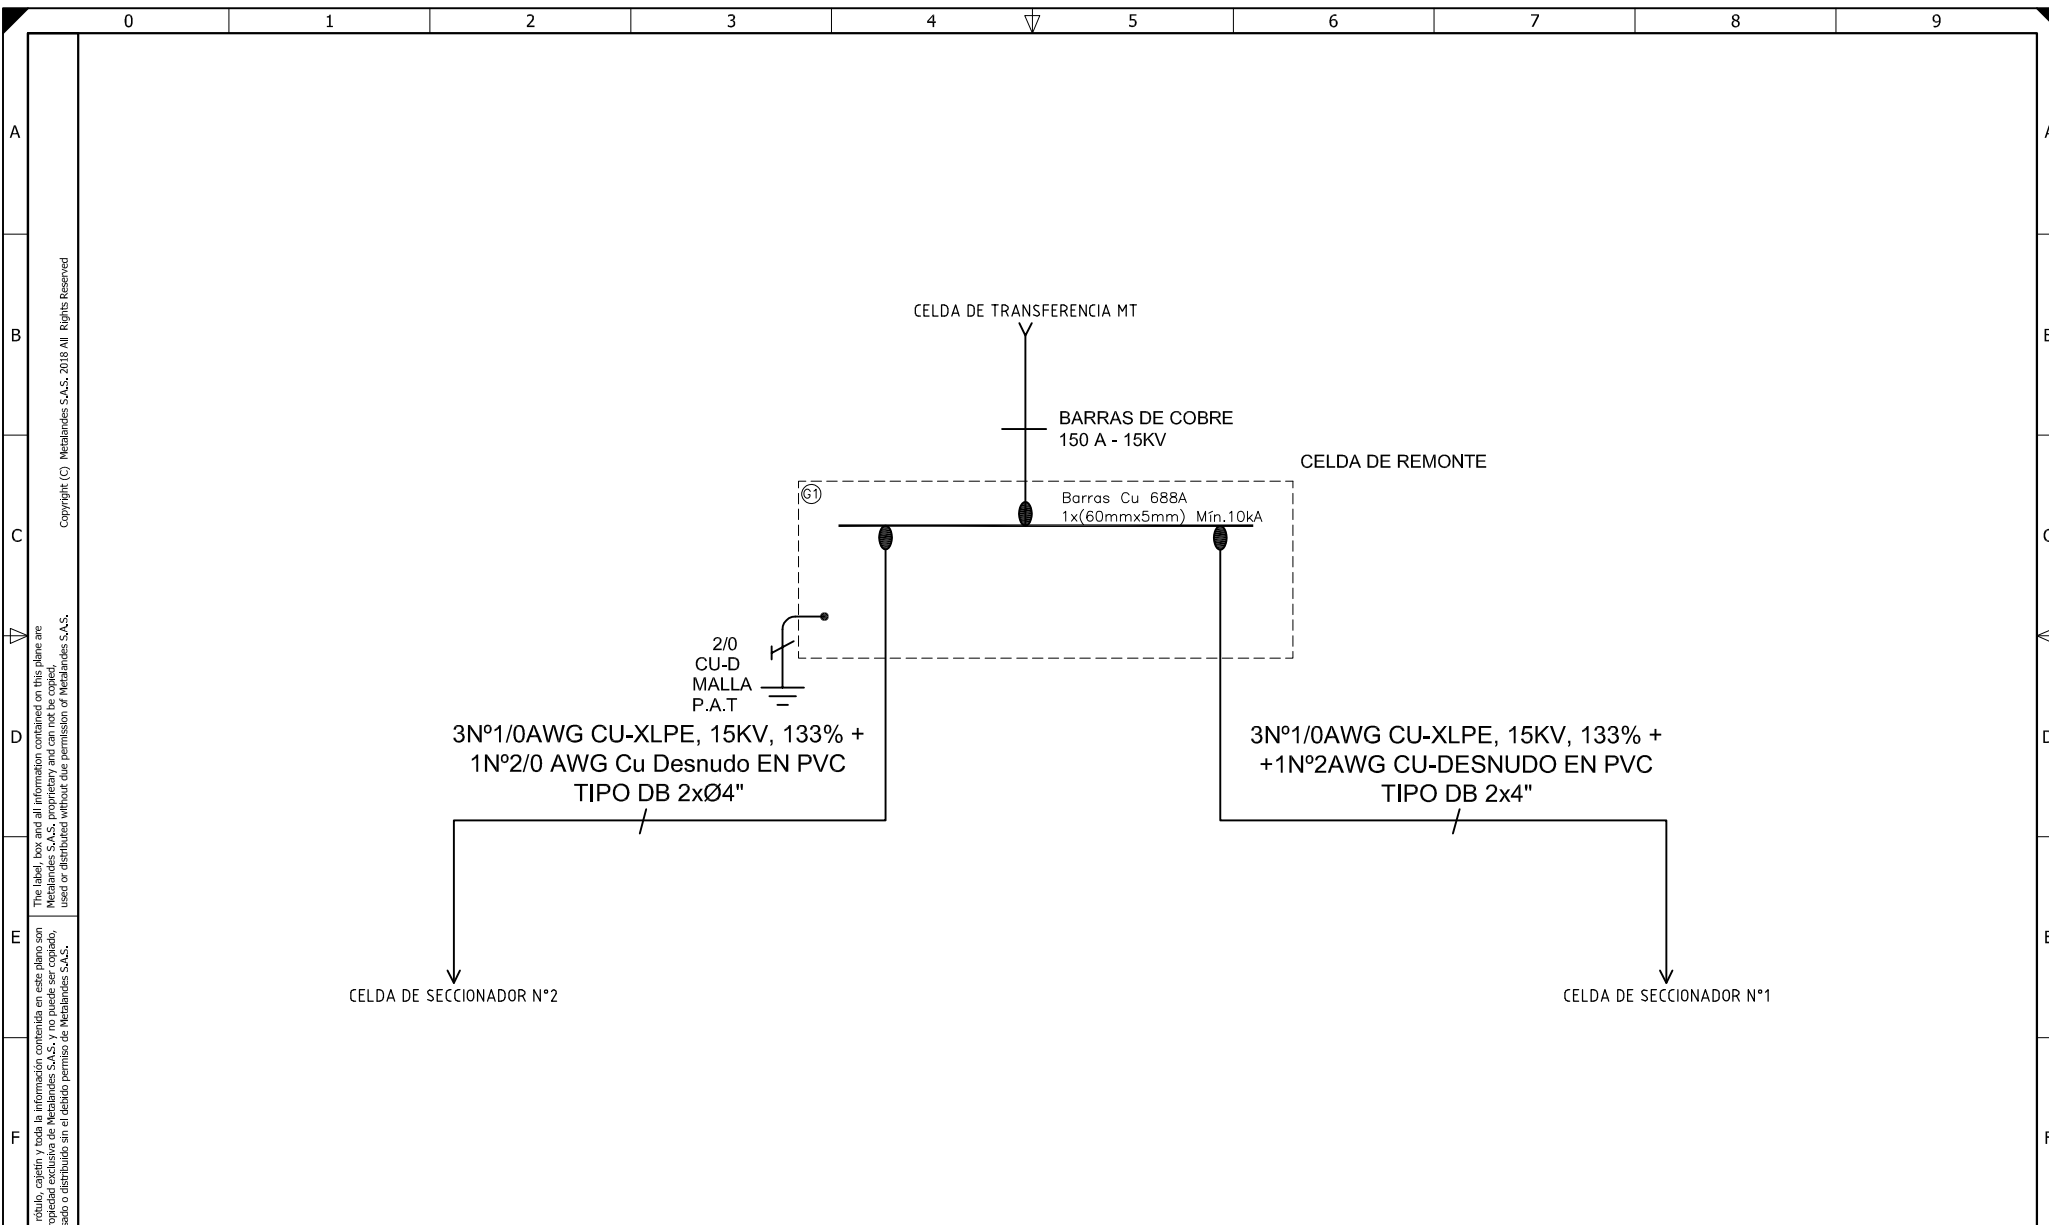 0 1 2 3 4 5 6 7 8 9
A
B
C
D
E
F
Copyright (C) Metalandes S.A.S. 2018 All Rights Reserved
The label, box and all information contained on this plane are
Metalandes S.A.S. proprietary and can not be copied,
used or distributed without due permission of Metalandes S.A.S.
rótulo, cajetín y toda la información contenida en este plano son
exclusiva de Metalandes S.A.S. y no puede ser copiado,
o distribuido sin el debido permiso de Metalandes S.A.S.
CELDA DE TRANSFERENCIA MT
BARRAS DE COBRE
150 A - 15KV
CELDA DE REMONTE
G1
Barras Cu 688A
1x(60mmx5mm) Mín.10kA
2/0
CU-D
MALLA
P.A.T
3Nº1/0AWG CU-XLPE, 15KV, 133% +
1Nº2/0 AWG Cu Desnudo EN PVC
TIPO DB 2xØ4"
3Nº1/0AWG CU-XLPE, 15KV, 133% +
+1Nº2AWG CU-DESNUDO EN PVC
TIPO DB 2x4"
CELDA DE SECCIONADOR N°2
CELDA DE SECCIONADOR N°1